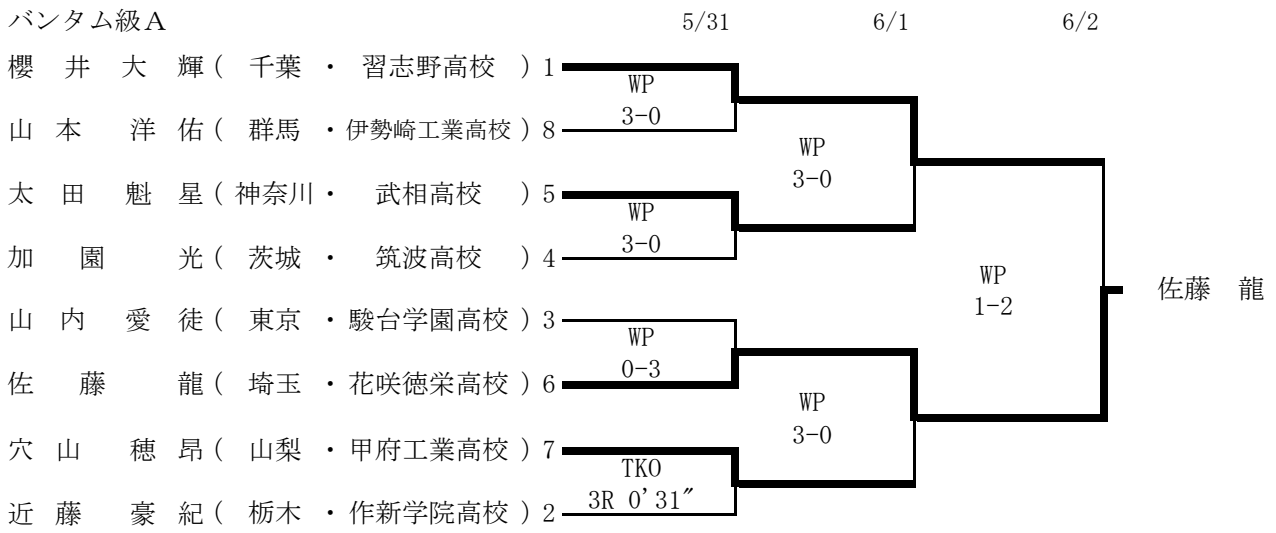 バンタム級A 5/31 6/1 6/2
櫻井大輝(千葉・習志野高校)1
WP
3-0
山本洋佑(群馬・伊勢崎工業高校)8
WP
3-0
太田魁星(神奈川・武相高校)5
WP
3-0
加園光(茨城・筑波高校)4
WP
1-2
佐藤 龍
山内愛徒(東京・駿台学園高校)3
WP
0-3
佐藤龍(埼玉・花咲徳栄高校)6
WP
3-0
穴山穂昂(山梨・甲府工業高校)7
TKO
3R 0'31"
近藤豪紀(栃木・作新学院高校)2